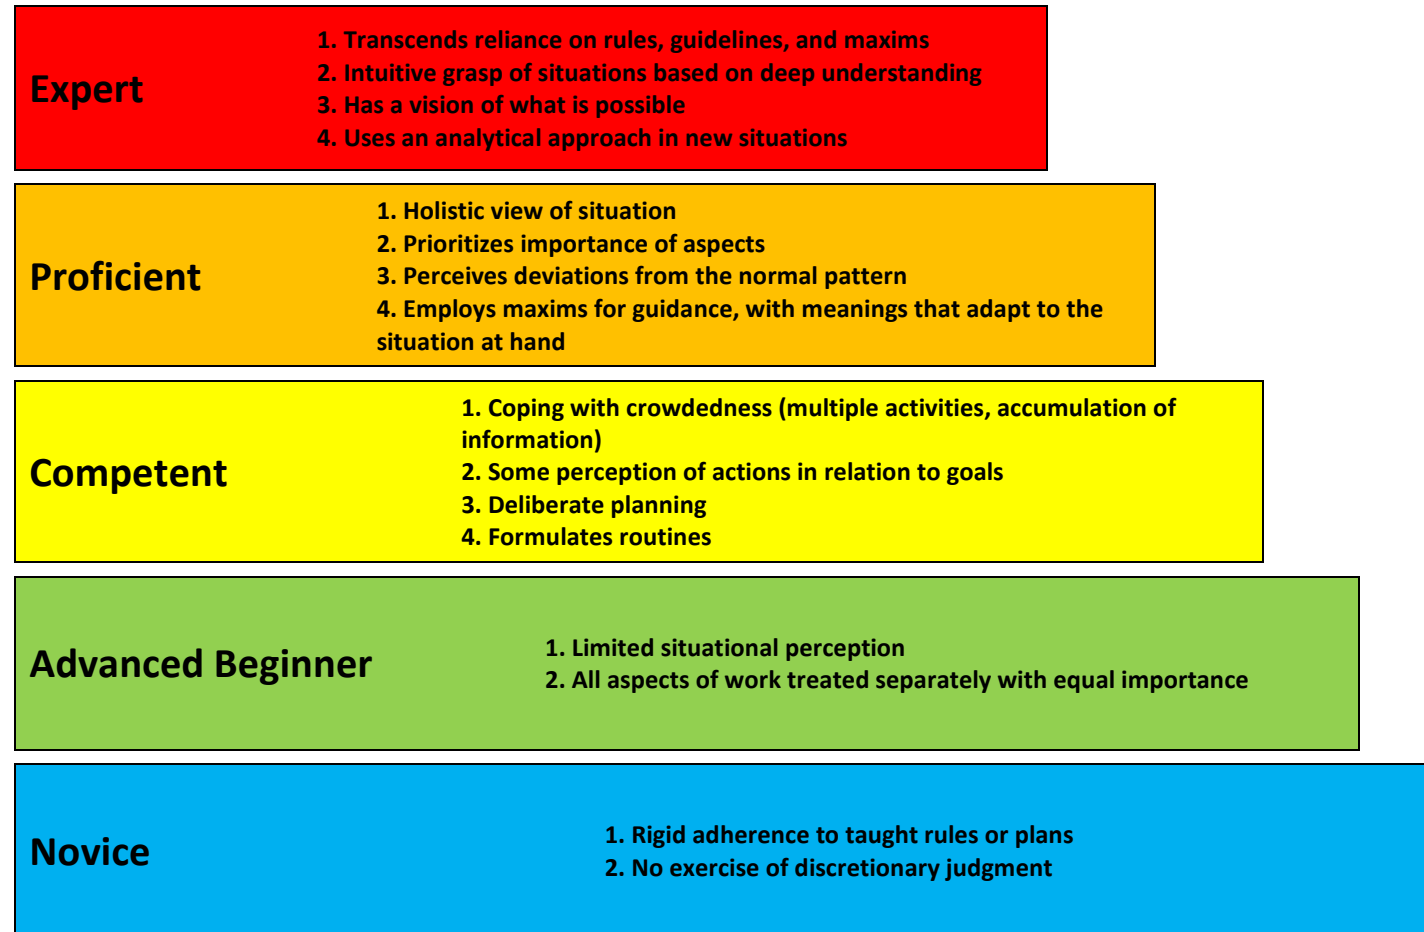 Expert
1. Transcends reliance on rules, guidelines, and maxims
2. Intuitive grasp of situations based on deep understanding
3. Has a vision of what is possible
4. Uses an analytical approach in new situations
Proficient
1. Holistic view of situation
2. Prioritizes importance of aspects
3. Perceives deviations from the normal pattern
4. Employs maxims for guidance, with meanings that adapt to the
situation at hand
Competent
1. Coping with crowdedness (multiple activities, accumulation of
information)
2. Some perception of actions in relation to goals
3. Deliberate planning
4. Formulates routines
Advanced Beginner
1. Limited situational perception
2. All aspects of work treated separately with equal importance
Novice
1. Rigid adherence to taught rules or plans
2. No exercise of discretionary judgment